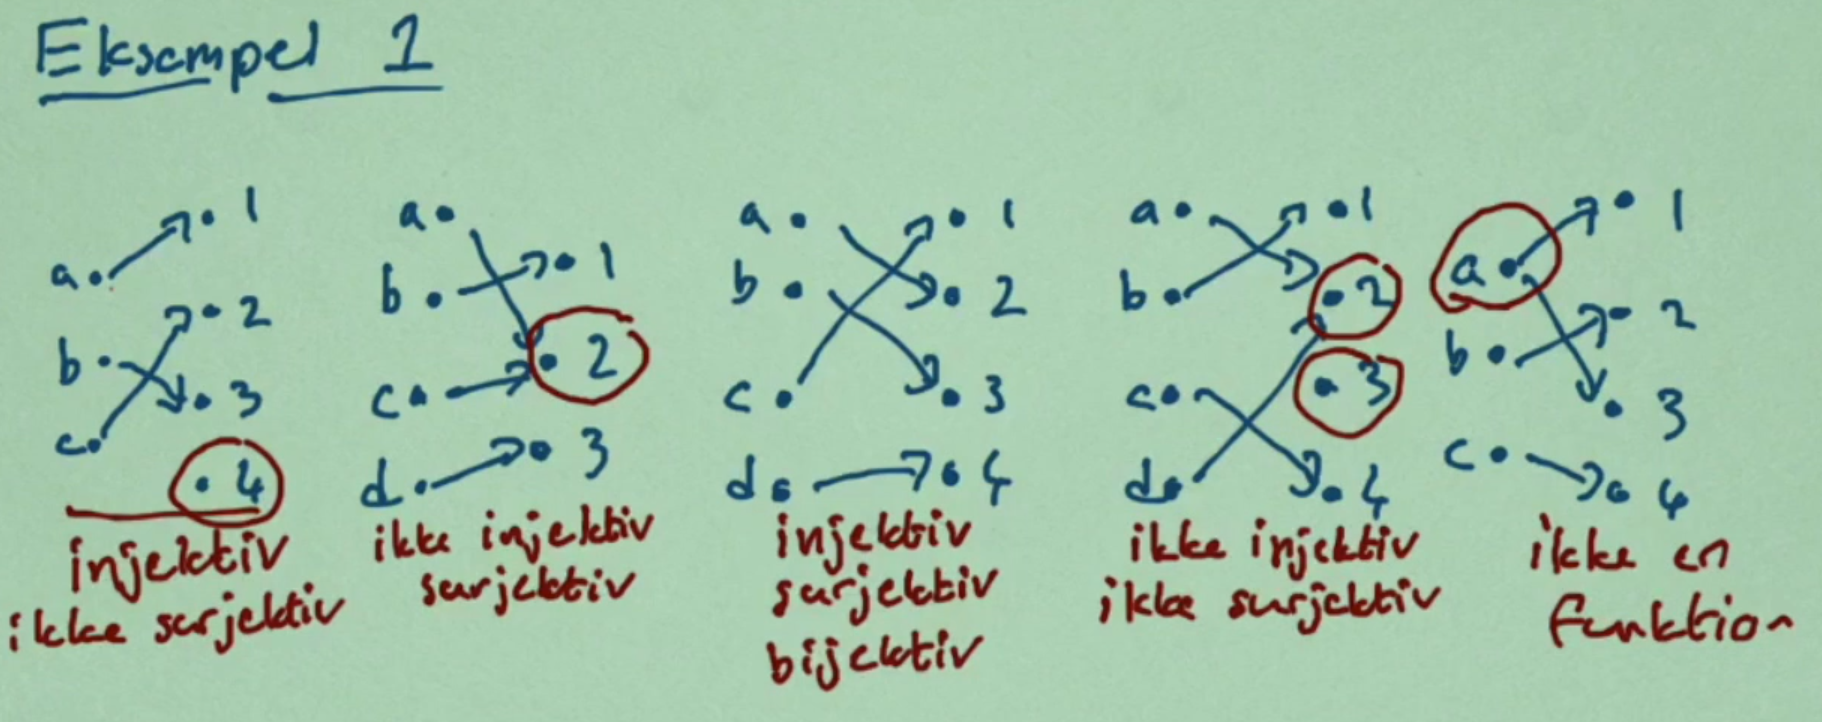 Eksempel 1
a 1
b 2
c 3
4
injektiv
ikke surjektiv
a
b 1
c 2
d 3
ikke injektiv
surjektiv
a 1
b 2
c 3
d 4
injektiv
surjektiv
bijektiv
a 1
b 2
c 3
d 4
ikke injektiv
ikke surjektiv
a 1
b 2
c 3
4
ikke en
funktion